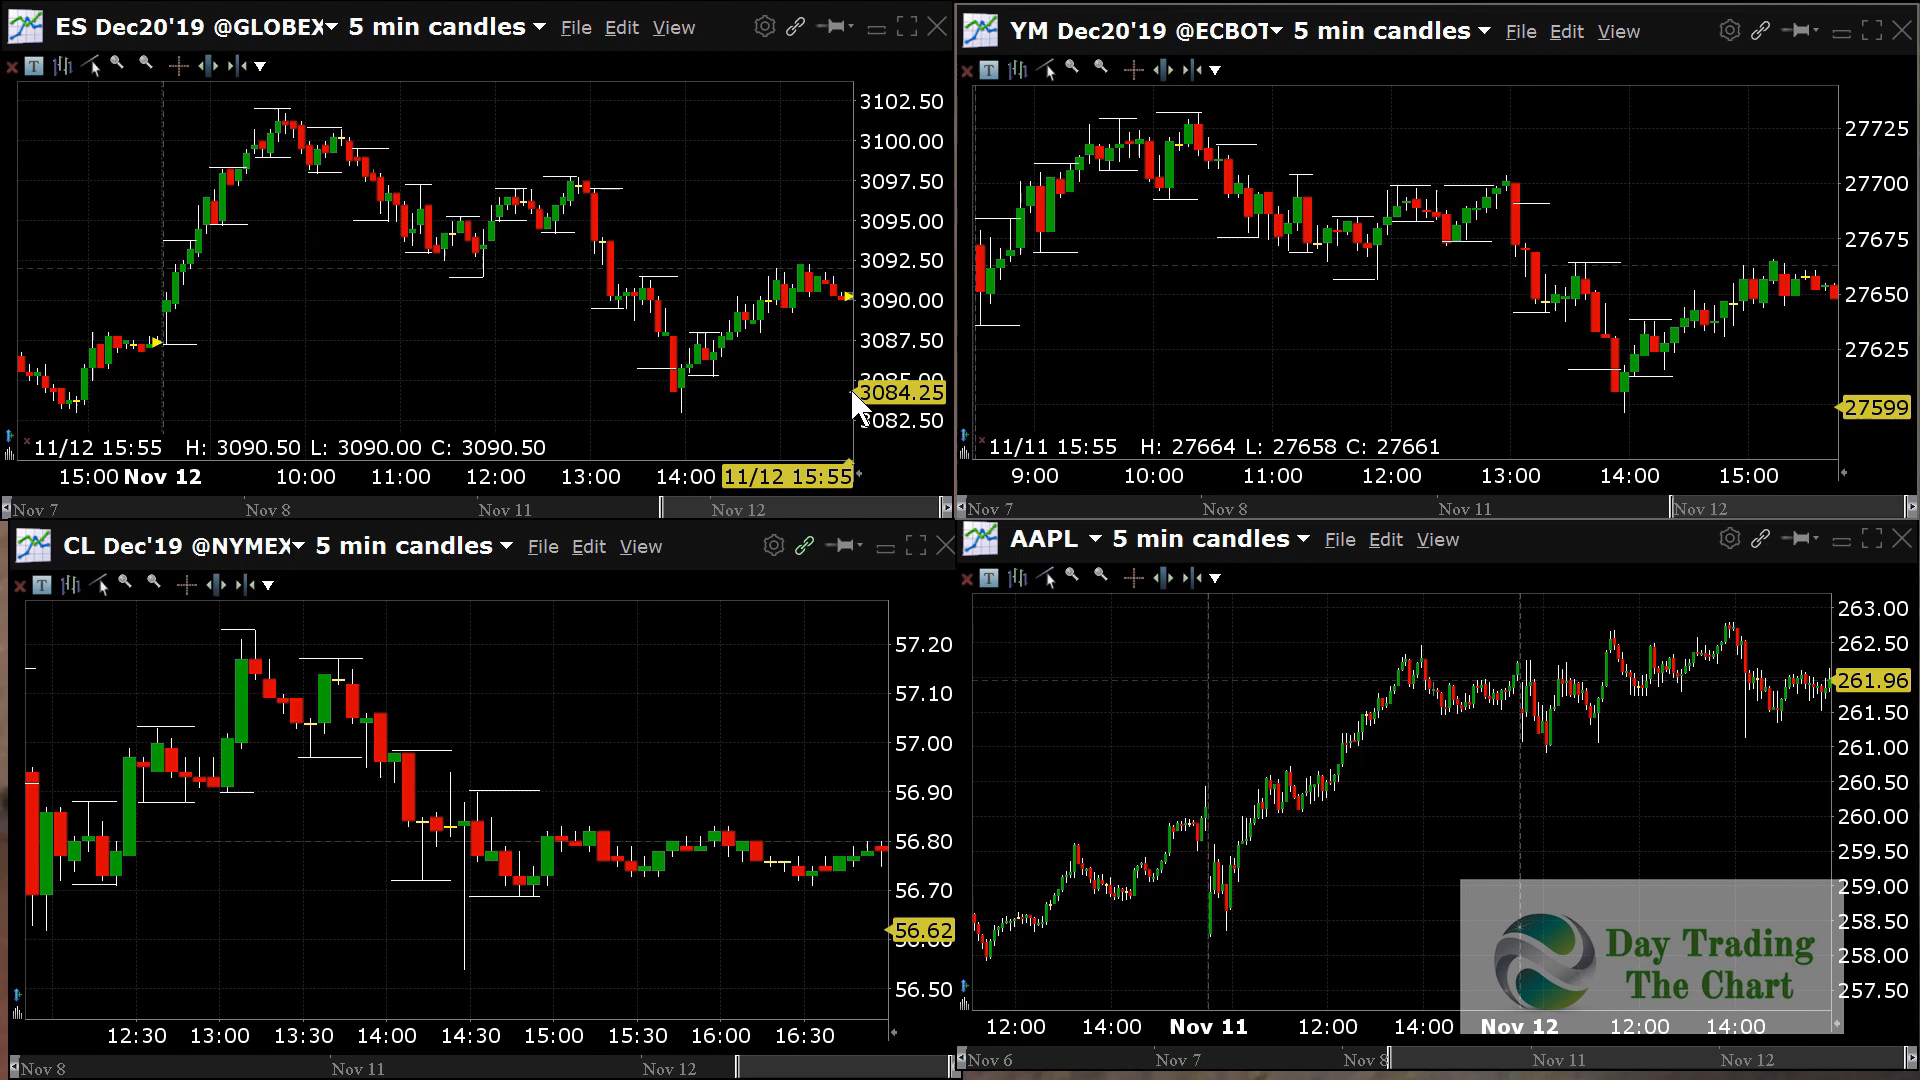 ES Dec20'19 @GLOBEX 5 min candles File Edit View
3102.50
3100.00
3097.50
3095.00
3092.50
3090.00
3087.50
3084.25
3082.50
11/12 15:55 H: 3090.50 L: 3090.00 C: 3090.50
15:00 Nov 12 10:00 11:00 12:00 13:00 14:00 11/12 15:55
Nov 7 Nov 8 Nov 11 Nov 12
YM Dec20'19 @ECBOT 5 min candles File Edit View
27725
27700
27675
27650
27625
27599
11/11 15:55 H: 27664 L: 27658 C: 27661
9:00 10:00 11:00 12:00 13:00 14:00 15:00
Nov 7 Nov 8 Nov 11 Nov 12
CL Dec'19 @NYMEX 5 min candles File Edit View
57.20
57.10
57.00
56.90
56.80
56.70
56.62
56.50
12:30 13:00 13:30 14:00 14:30 15:00 15:30 16:00 16:30
Nov 8 Nov 11 Nov 12
AAPL 5 min candles File Edit View
263.00
262.50
261.96
261.50
261.00
260.50
260.00
259.50
259.00
258.50
258.00
257.50
Day Trading
The Chart
12:00 14:00 Nov 11 12:00 14:00 Nov 12 12:00 14:00
Nov 6 Nov 7 Nov 8 Nov 11 Nov 12